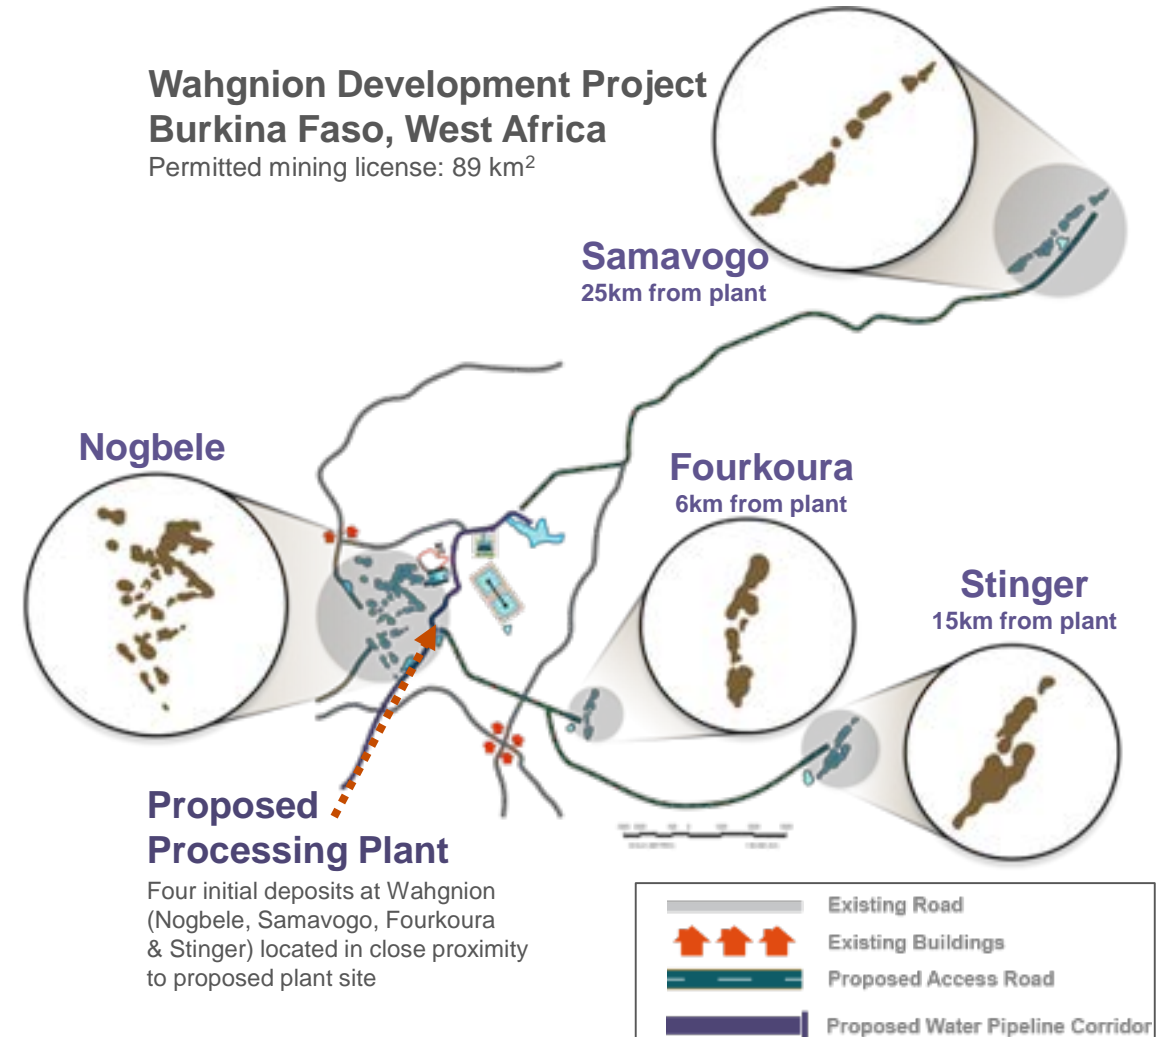 Wahgnion Development Project
Burkina Faso, West Africa
Permitted mining license: 89 km²
Samavogo
25km from plant
Nogbele
Fourkoura
6km from plant
Stinger
15km from plant
Proposed
Processing Plant
Four initial deposits at Wahgnion
(Nogbele, Samavogo, Fourkoura
& Stinger) located in close proximity
to proposed plant site
Existing Road
Existing Buildings
Proposed Access Road
Proposed Water Pipeline Corridor